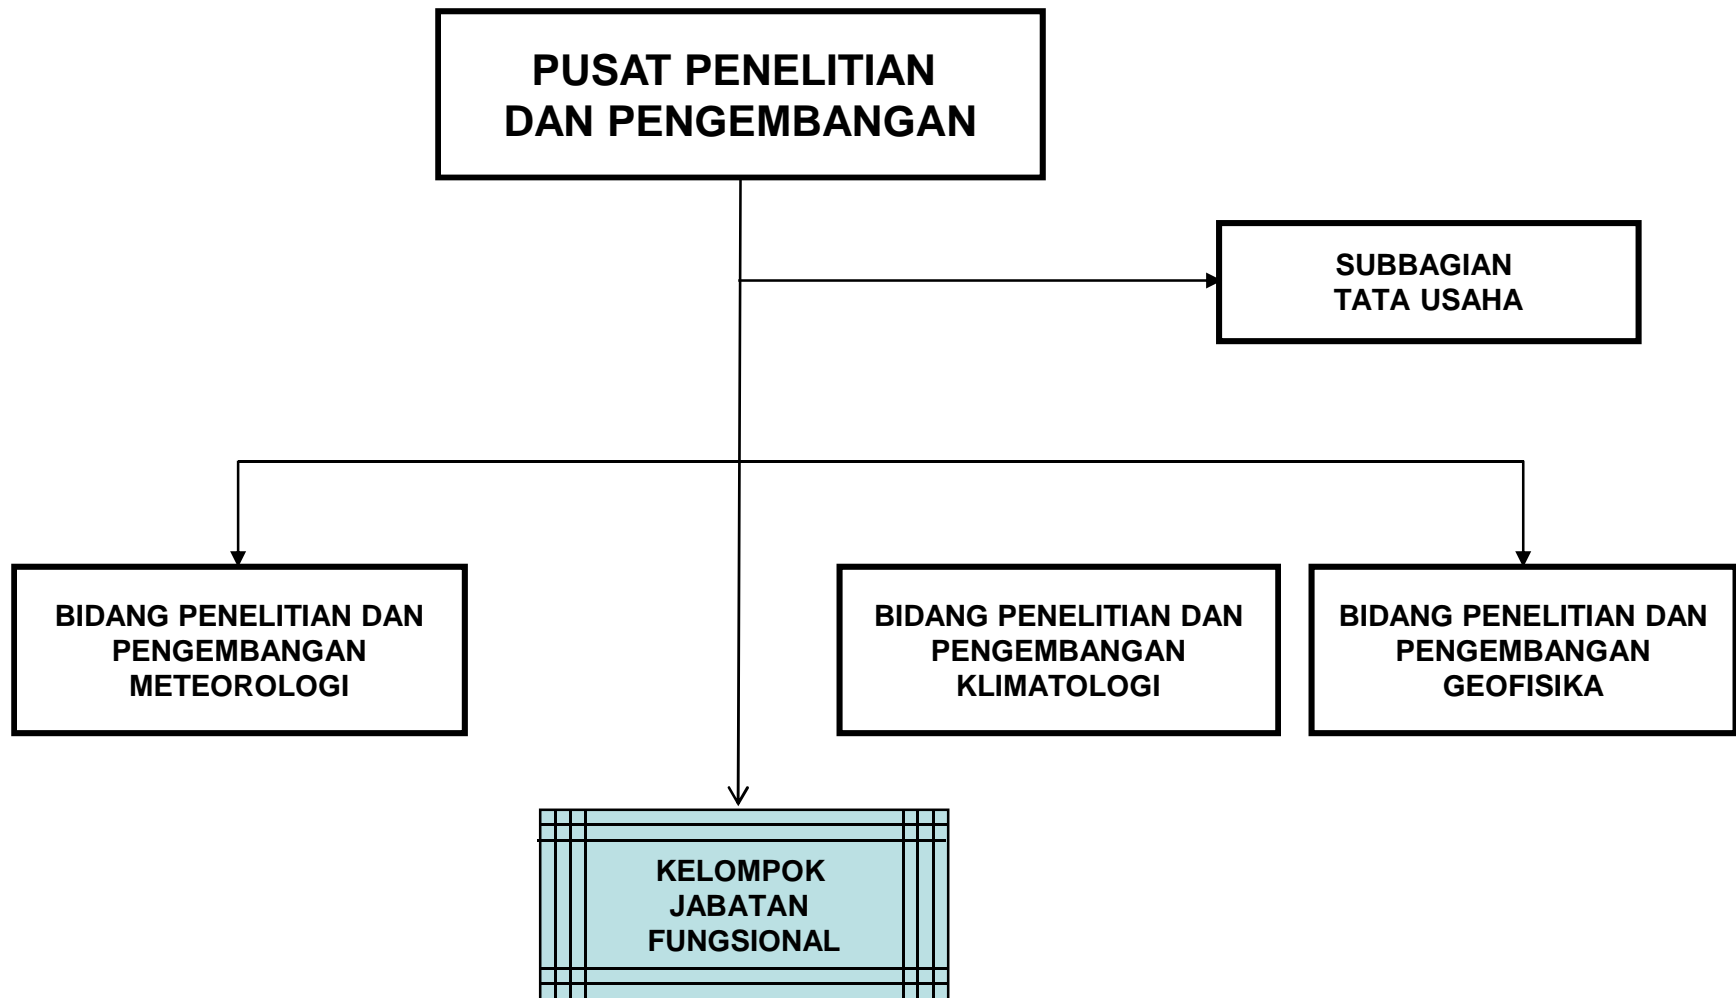 PUSAT PENELITIAN
DAN PENGEMBANGAN
SUBBAGIAN
TATA USAHA
BIDANG PENELITIAN DAN
PENGEMBANGAN
METEOROLOGI
BIDANG PENELITIAN DAN
PENGEMBANGAN
KLIMATOLOGI
BIDANG PENELITIAN DAN
PENGEMBANGAN
GEOFISIKA
KELOMPOK
JABATAN
FUNGSIONAL